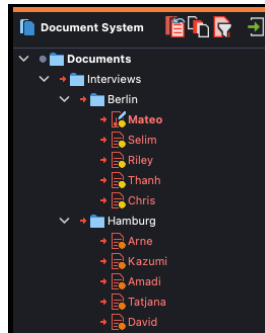 Document System
Documents
Interviews
Berlin
Mateo
Selim
Riley
Thanh
Chris
Hamburg
Arne
Kazumi
Amadi
Tatjana
David